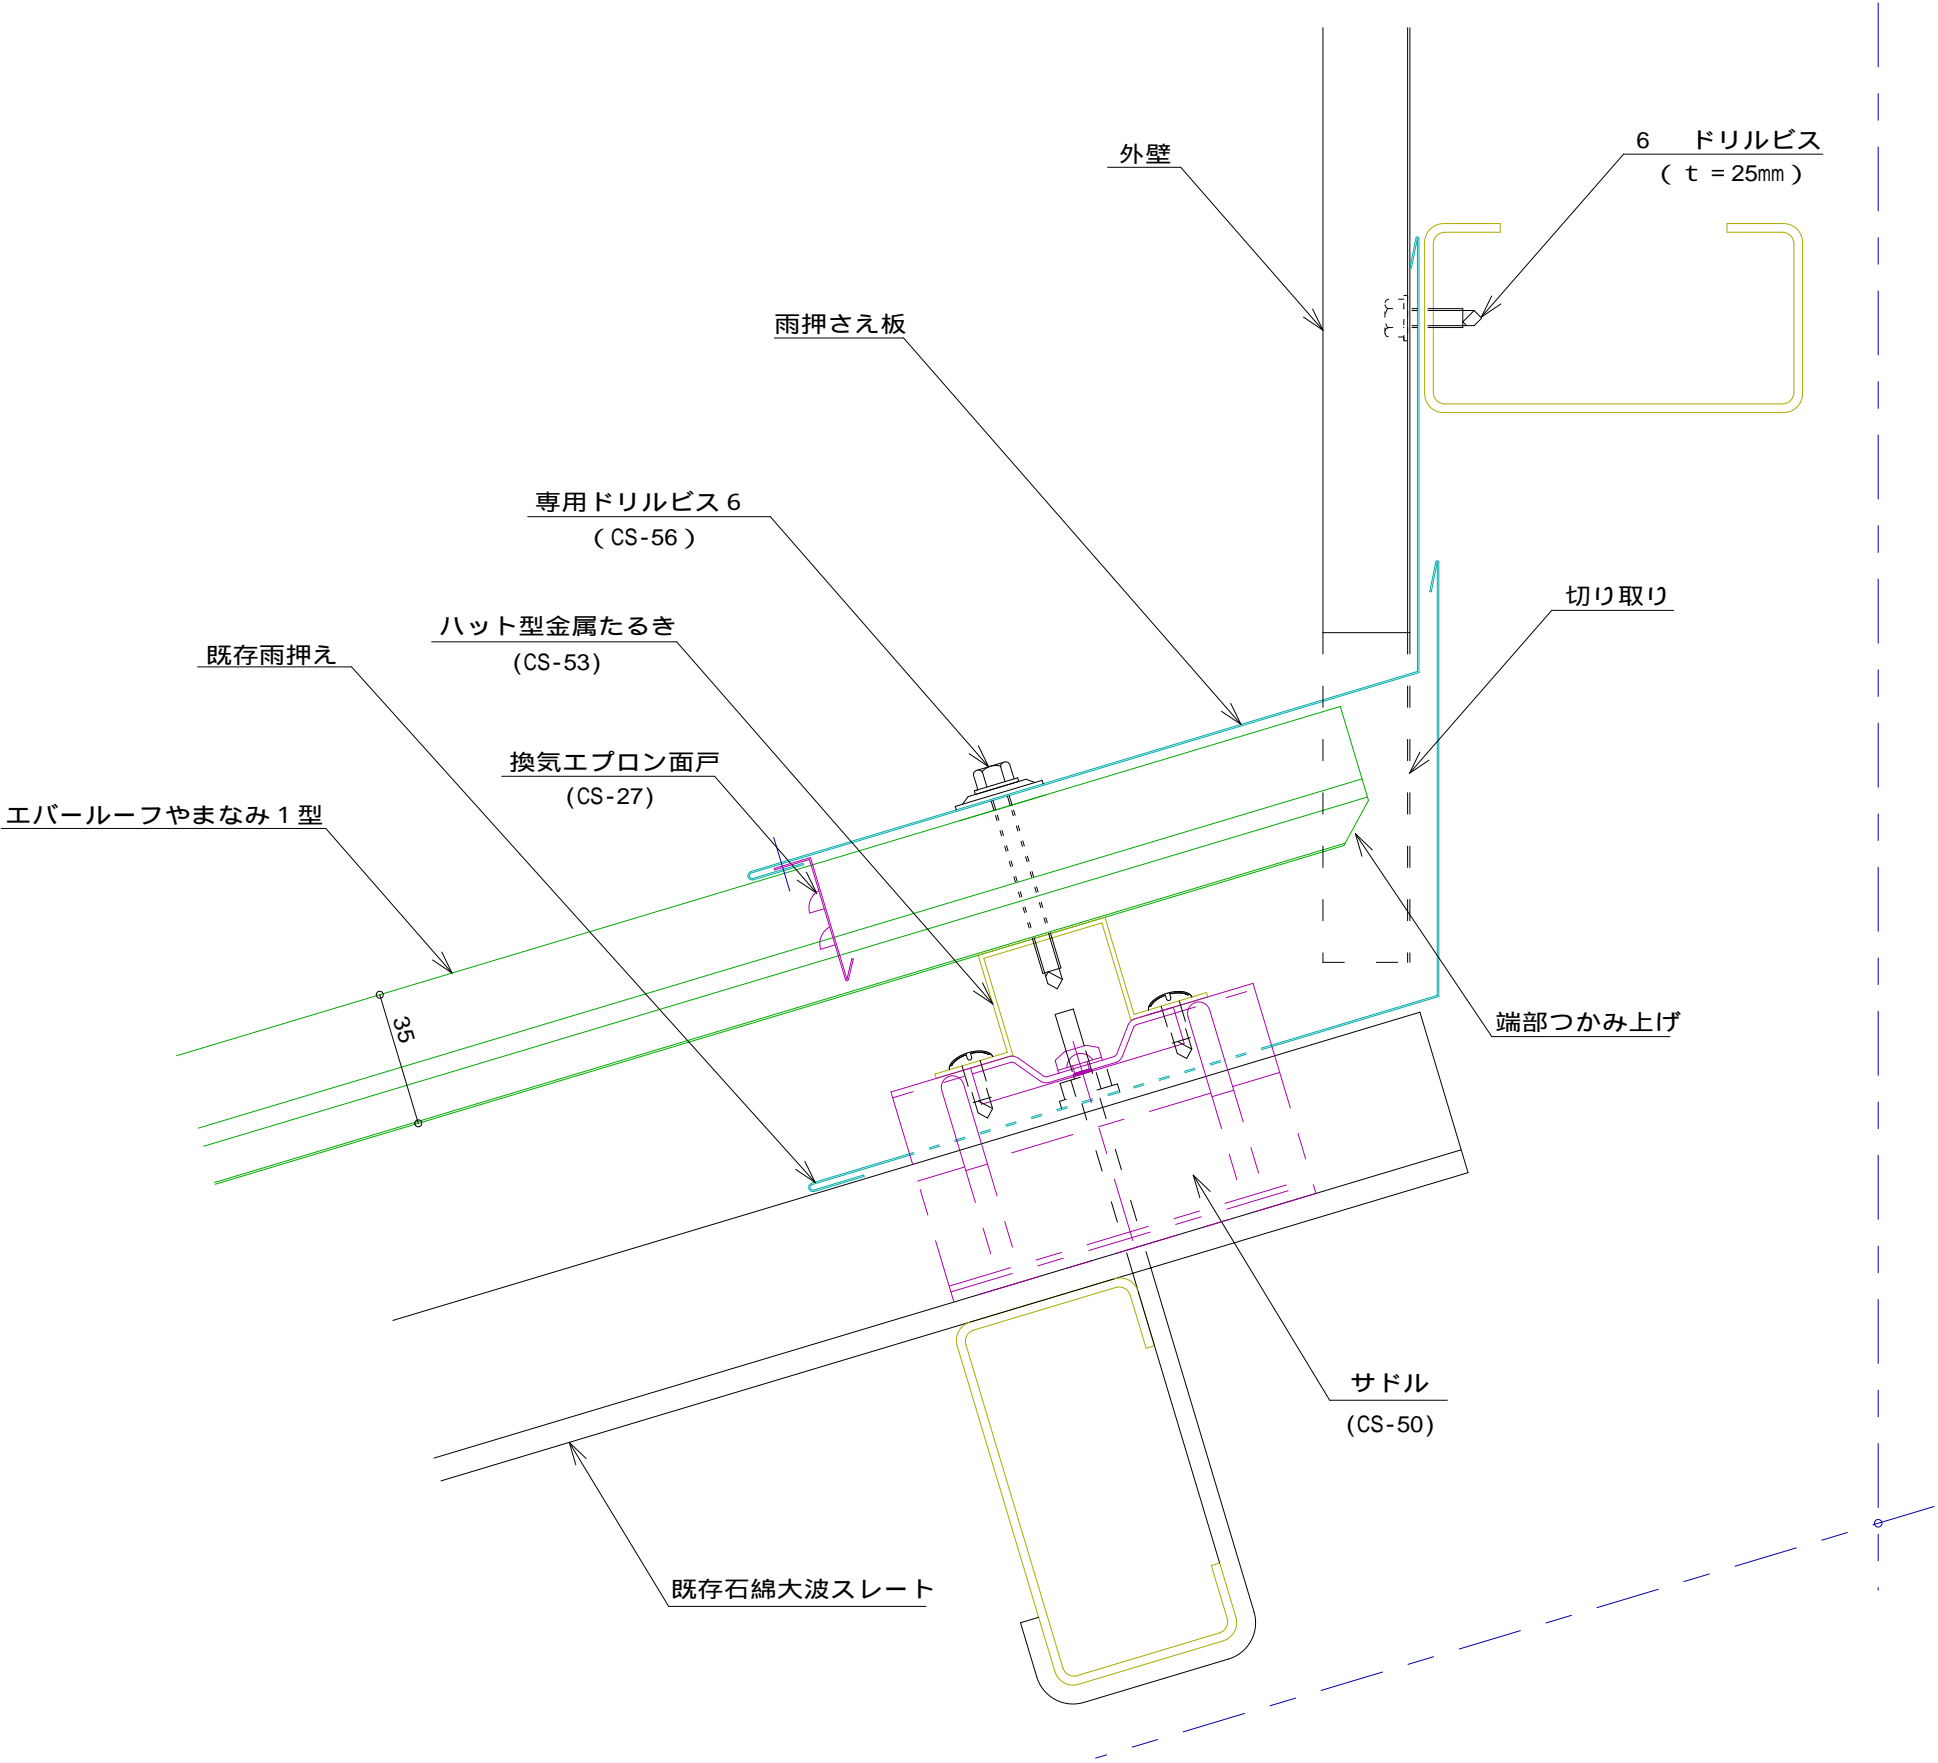 外壁
6 ドリルビス
( t =25mm )
雨押さえ板
専用ドリルビス6
( CS-56 )
切り取り
ハット型金属たるき
(CS-53)
既存雨押え
換気エプロン面戸
(CS-27)
エバールーフやまなみ1型
35
端部つかみ上げ
サドル
(CS-50)
既存石綿大波スレート